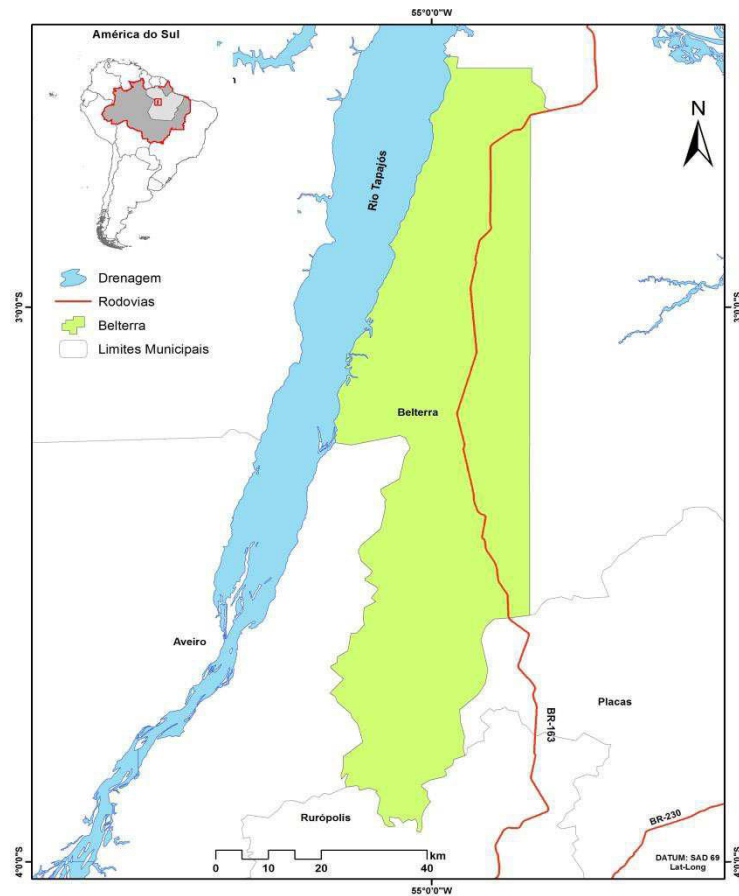 55°0'0"W
América do Sul
N
Rio Tapajós
Drenagem
3°0'0"S
3°0'0"S
Rodovias
Belterra
Limites Municipais
Belterra
Aveiro
Placas
BR-163
Rurópolis
BR-230
km
0 10 20 40
DATUM: SAD 69
Lat-Long
4°0'0"S
4°0'0"S
55°0'0"W